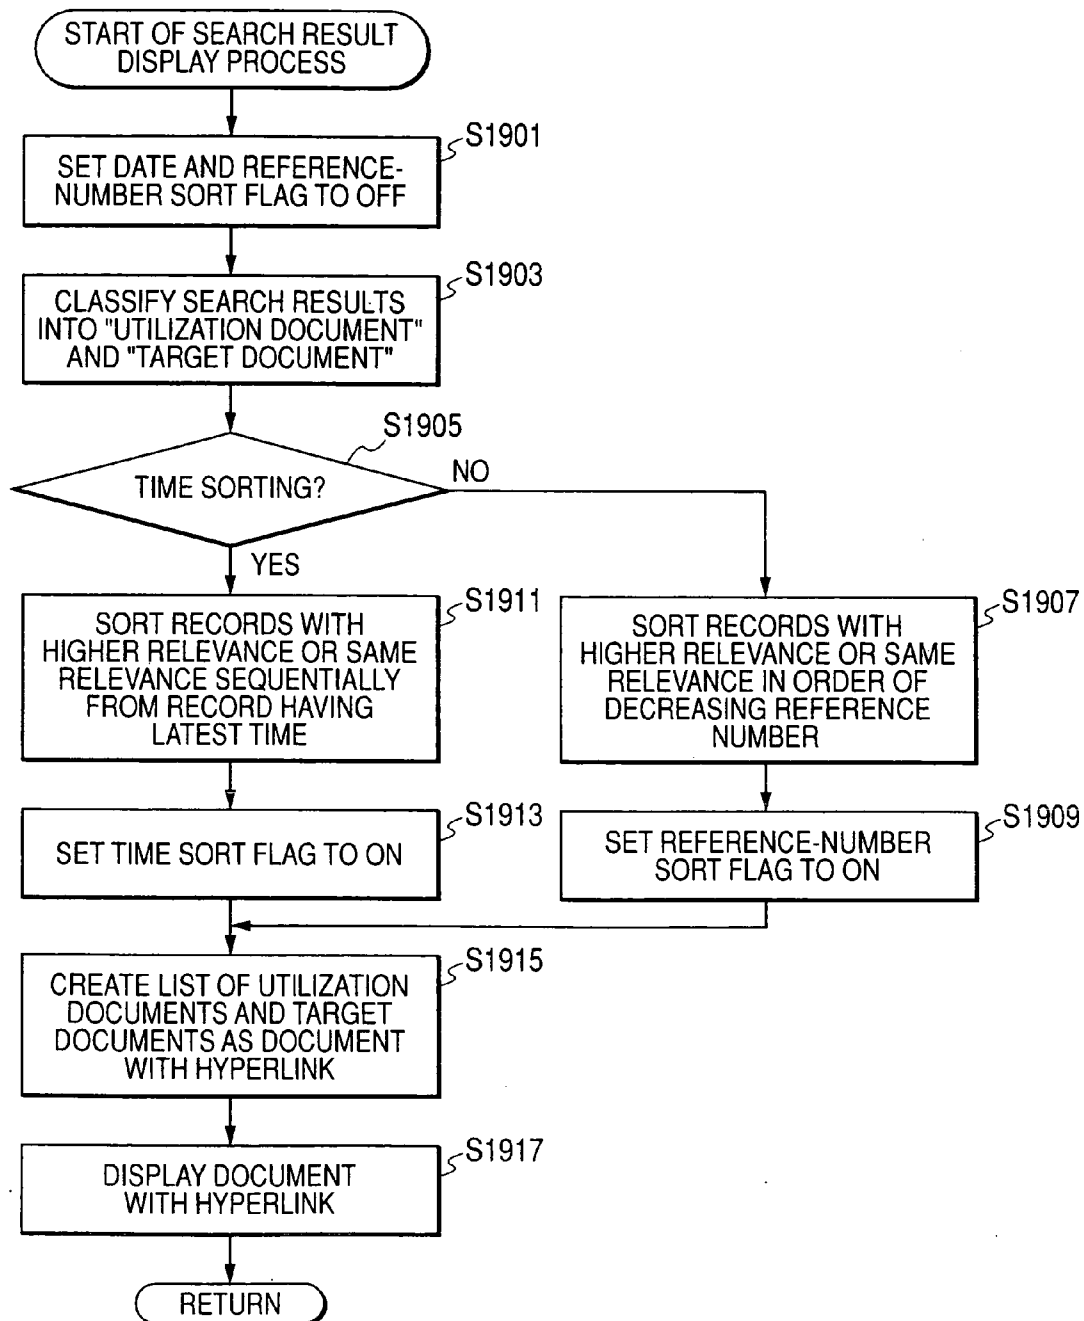 START OF SEARCH RESULT
DISPLAY PROCESS
S1901
SET DATE AND REFERENCE-
NUMBER SORT FLAG TO OFF
S1903
CLASSIFY SEARCH RESULTS
INTO "UTILIZATION DOCUMENT"
AND "TARGET DOCUMENT"
S1905
TIME SORTING?
NO
YES
S1911
SORT RECORDS WITH
HIGHER RELEVANCE OR SAME
RELEVANCE SEQUENTIALLY
FROM RECORD HAVING
LATEST TIME
S1907
SORT RECORDS WITH
HIGHER RELEVANCE OR SAME
RELEVANCE IN ORDER OF
DECREASING REFERENCE
NUMBER
S1913
SET TIME SORT FLAG TO ON
S1909
SET REFERENCE-NUMBER
SORT FLAG TO ON
S1915
CREATE LIST OF UTILIZATION
DOCUMENTS AND TARGET
DOCUMENTS AS DOCUMENT
WITH HYPERLINK
S1917
DISPLAY DOCUMENT
WITH HYPERLINK
RETURN